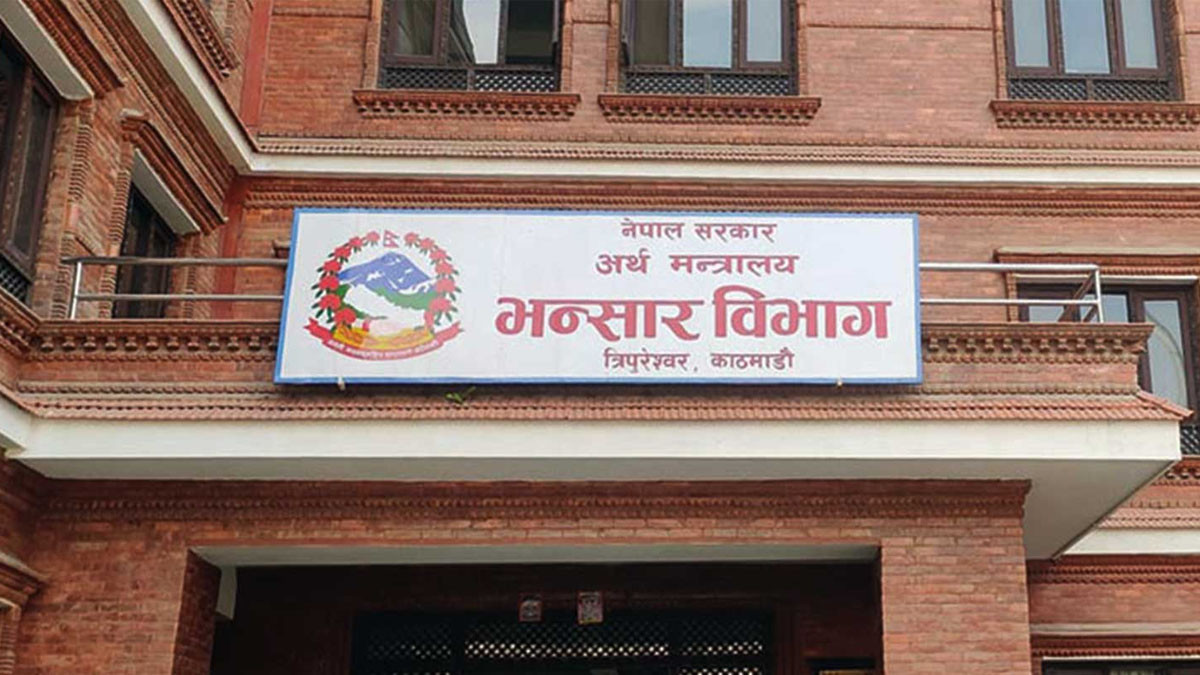 नेपाल सरकार
अर्थ मन्त्रालय
भन्सार विभाग
त्रिपुरेश्वर, काठमाडौं